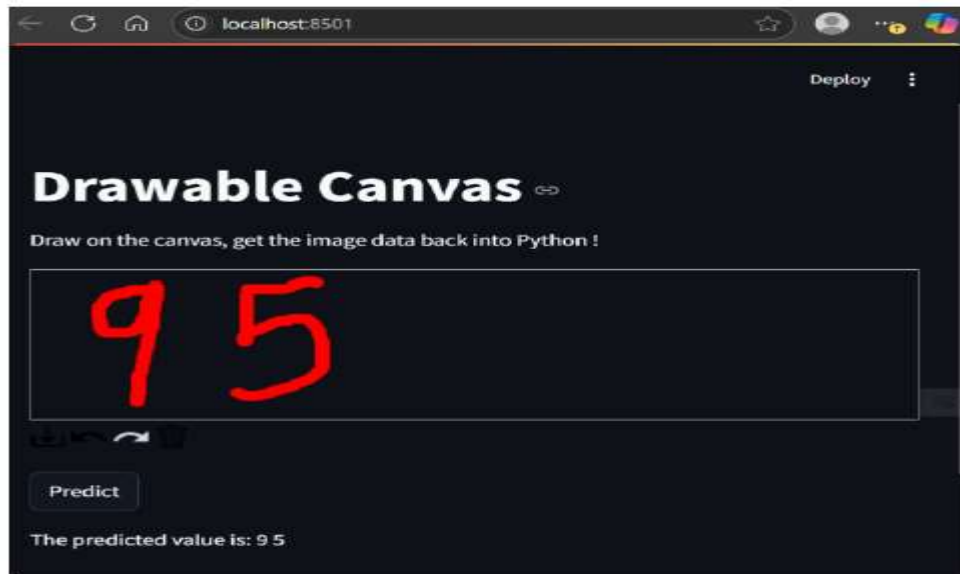 localhost:8501
Deploy
Drawable Canvas
Draw on the canvas, get the image data back into Python !
9 5
Predict
The predicted value is: 9 5